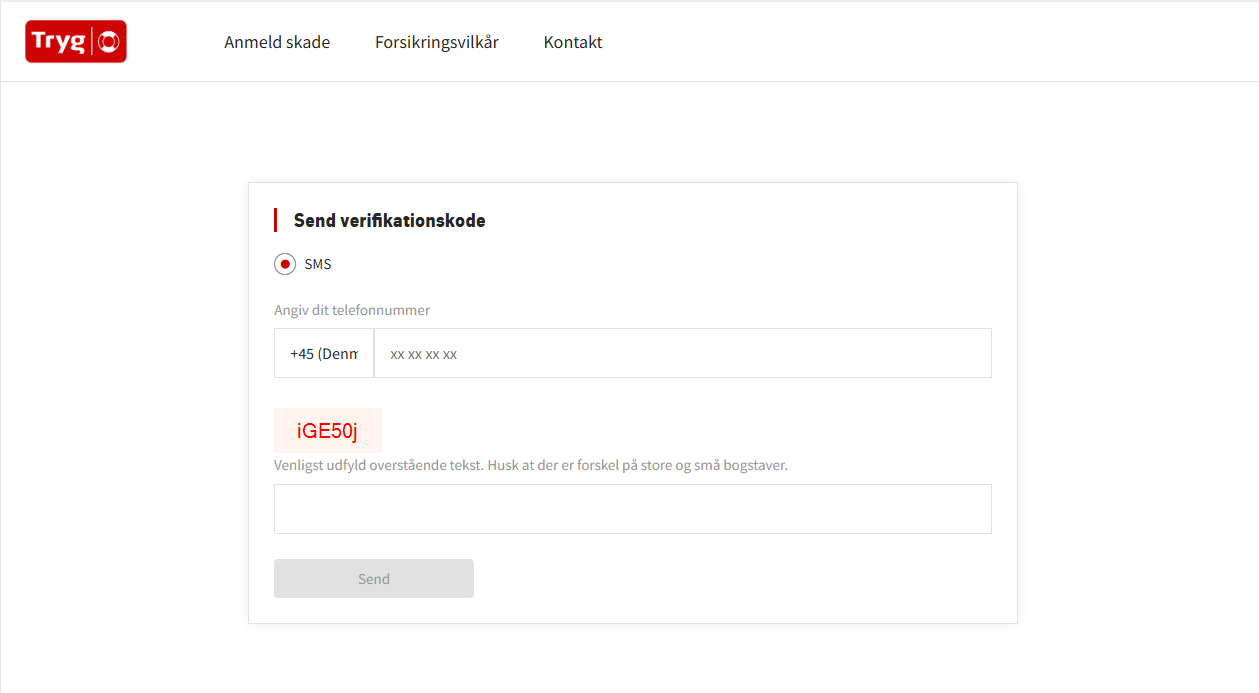 Tryg
Anmeld skade
Forsikringsvilkår
Kontakt
Send verifikationskode
SMS
Angiv dit telefonnummer
+45 (Denm
xx xx xx xx
iGE50j
Venligst udfyld overstående tekst. Husk at der er forskel på store og små bogstaver.
Send